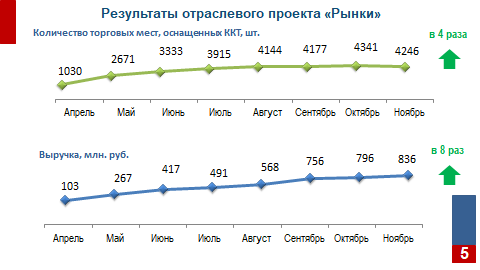 Результаты отраслевого проекта «Рынки»
Количество торговых мест, оснащенных ККТ, шт.
в 4 раза
1030 2671 3333 3915 4144 4177 4341 4246
Апрель Май Июнь Июль Август Сентябрь Октябрь Ноябрь
Выручка, млн. руб.
в 8 раз
103 267 417 491 568 756 796 836
Апрель Май Июнь Июль Август Сентябрь Октябрь Ноябрь
5